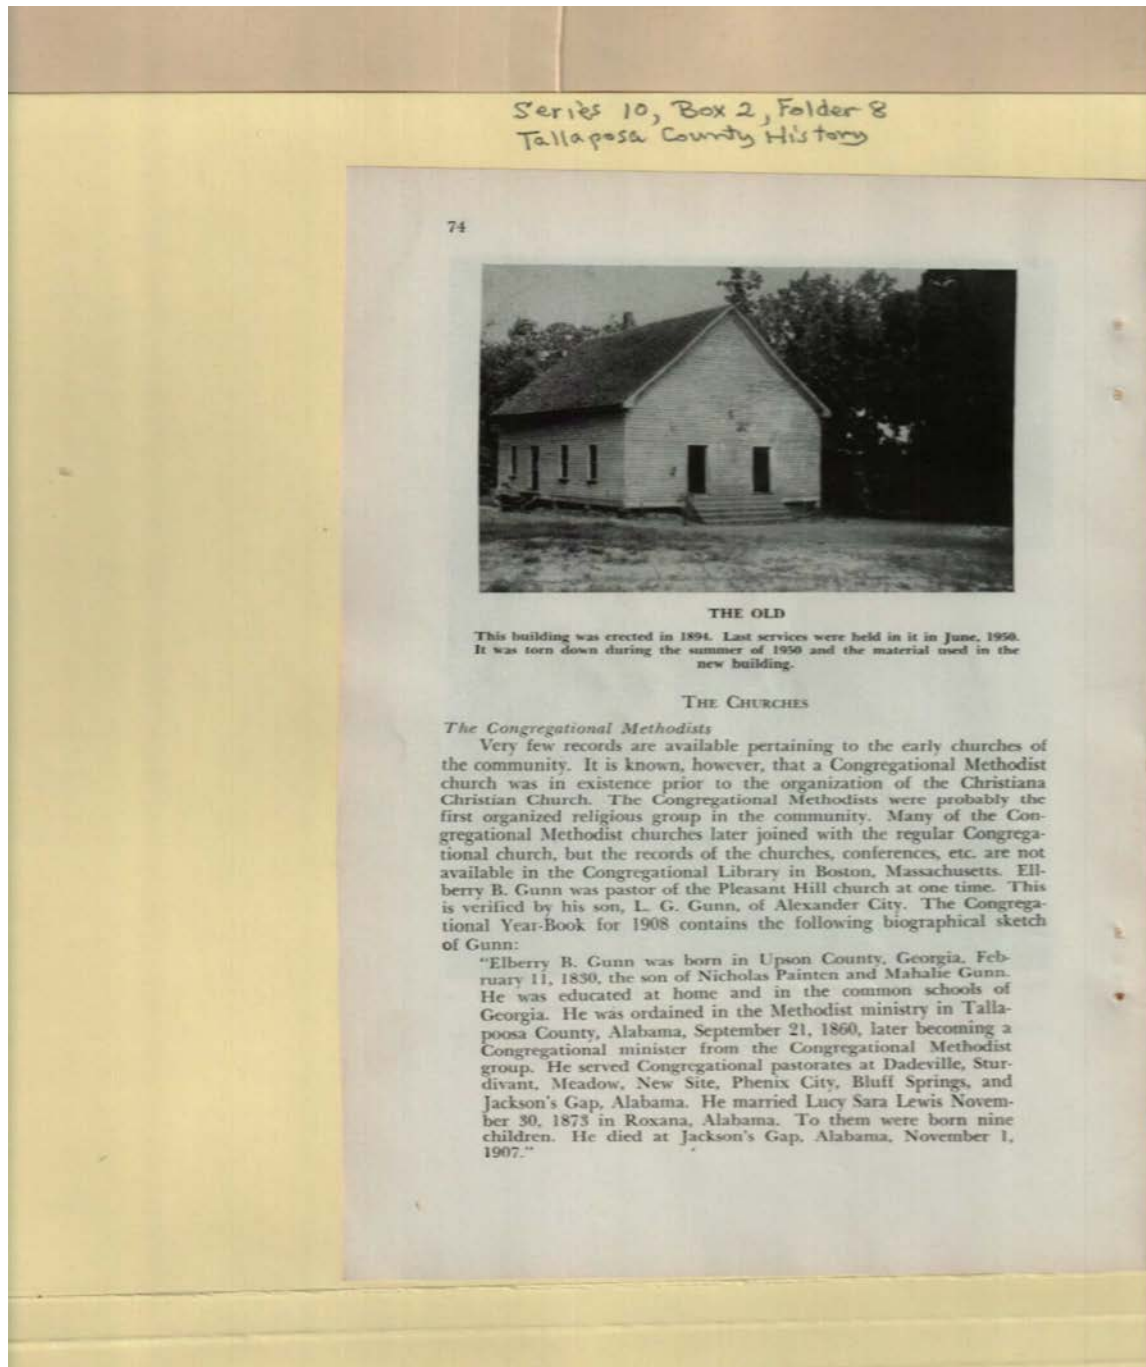 Series 10, Box 2, Folder 8
Tallaposa County History
74
THE OLD
This building was erected in 1894. Last services were held in it in June, 1950.
It was torn down during the summer of 1950 and the material used in the
new building.
THE CHURCHES
The Congregational Methodists
Very few records are available pertaining to the early churches of
the community. It is known, however, that a Congregational Methodist
church was in existence prior to the organization of the Christiana
Christian Church. The Congregational Methodists were probably the
first organized religious group in the community. Many of the Con-
gregational Methodist churches later joined with the regular Congrega-
tional church, but the records of the churches, conferences, etc. are not
available in the Congregational Library in Boston, Massachusetts. Ell-
berry B. Gunn was pastor of the Pleasant Hill church at one time. This
is verified by his son, L. G. Gunn, of Alexander City. The Congrega-
tional Year-Book for 1908 contains the following biographical sketch
of Gunn:
"Elberry B. Gunn was born in Upson County, Georgia, Feb-
ruary 11, 1830, the son of Nicholas Painten and Mahalie Gunn.
He was educated at home and in the common schools of
Georgia. He was ordained in the Methodist ministry in Talla-
poosa County, Alabama, September 21, 1860, later becoming a
Congregational minister from the Congregational Methodist
group. He served Congregational pastorates at Dadeville, Stur-
divant, Meadow, New Site, Phenix City, Bluff Springs, and
Jackson's Gap, Alabama. He married Lucy Sara Lewis Novem-
ber 30, 1873 in Roxana, Alabama. To them were born nine
children. He died at Jackson's Gap, Alabama, November 1,
1907."